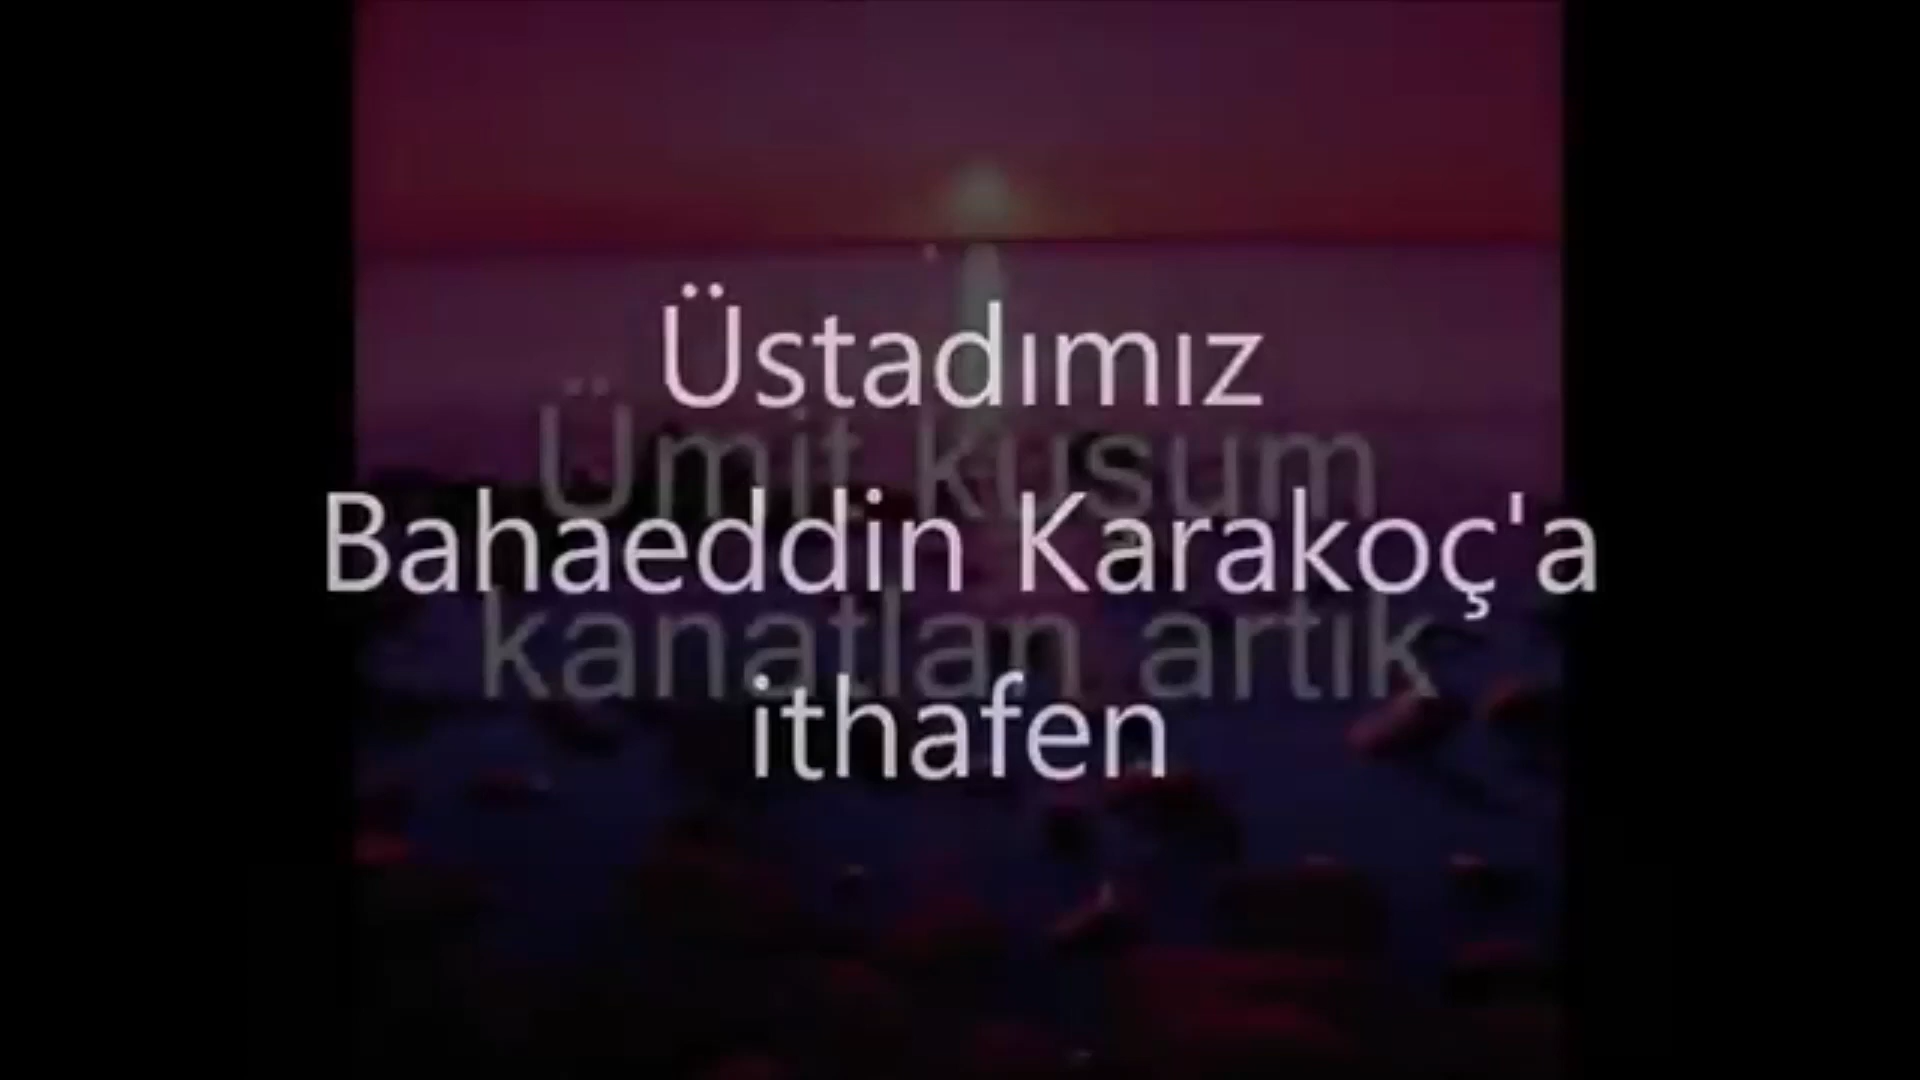 Üstadımız
Ümit kuşum
Bahaeddin Karakoç'a
kanatlan artık
ithafen